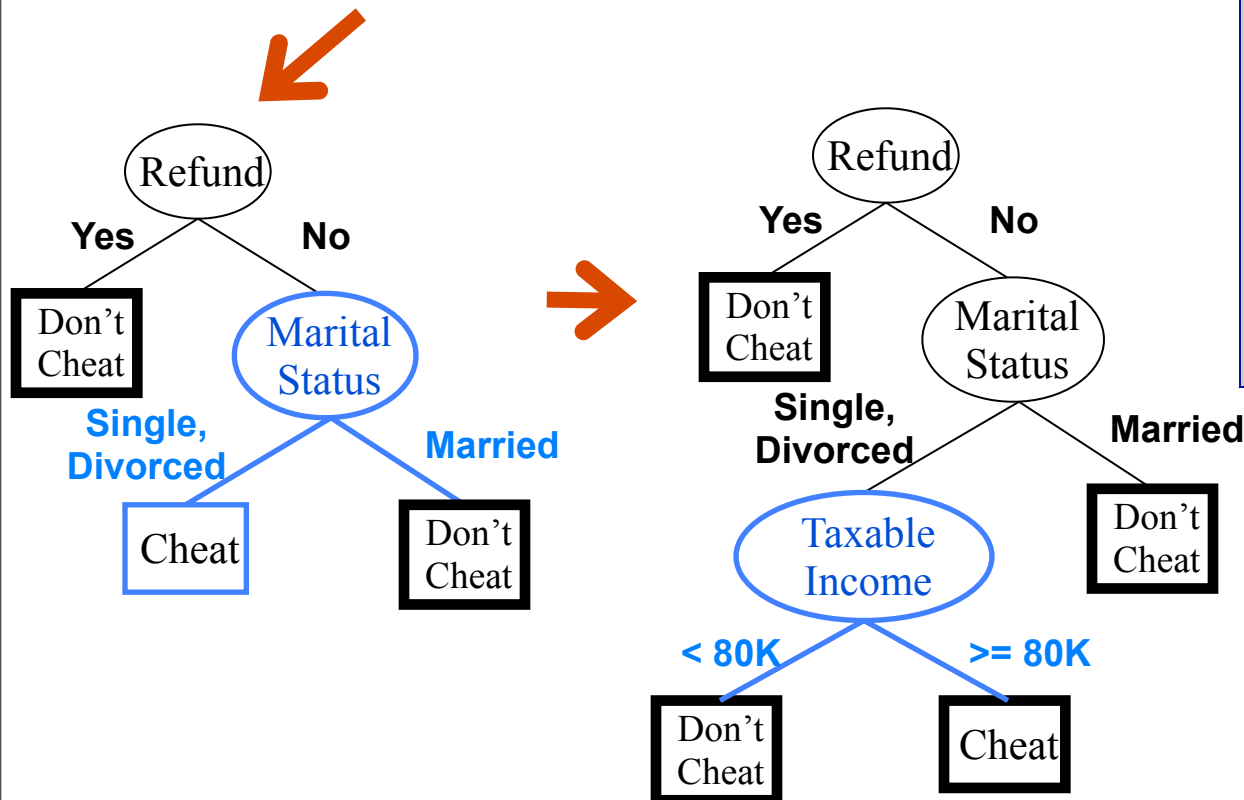 Refund
Yes
No
Don't
Cheat
Marital
Status
Single,
Divorced
Married
Cheat
Don't
Cheat
Refund
Yes
No
Don't
Cheat
Marital
Status
Single,
Divorced
Married
Taxable
Income
Don't
Cheat
< 80K
>= 80K
Don't
Cheat
Cheat